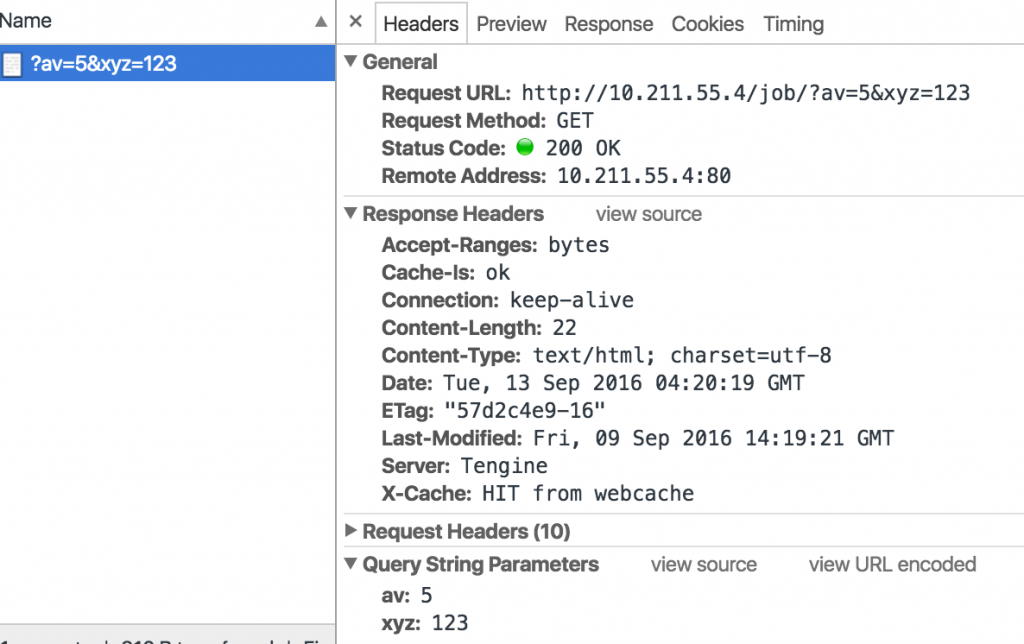 Name
?av=5&xyz=123
Headers Preview Response Cookies Timing
General
Request URL: http://10.211.55.4/job/?av=5&xyz=123
Request Method: GET
Status Code: 200 OK
Remote Address: 10.211.55.4:80
Response Headers view source
Accept-Ranges: bytes
Cache-Is: ok
Connection: keep-alive
Content-Length: 22
Content-Type: text/html; charset=utf-8
Date: Tue, 13 Sep 2016 04:20:19 GMT
ETag: "57d2c4e9-16"
Last-Modified: Fri, 09 Sep 2016 14:19:21 GMT
Server: Tengine
X-Cache: HIT from webcache
Request Headers (10)
Query String Parameters view source view URL encoded
av: 5
xyz: 123